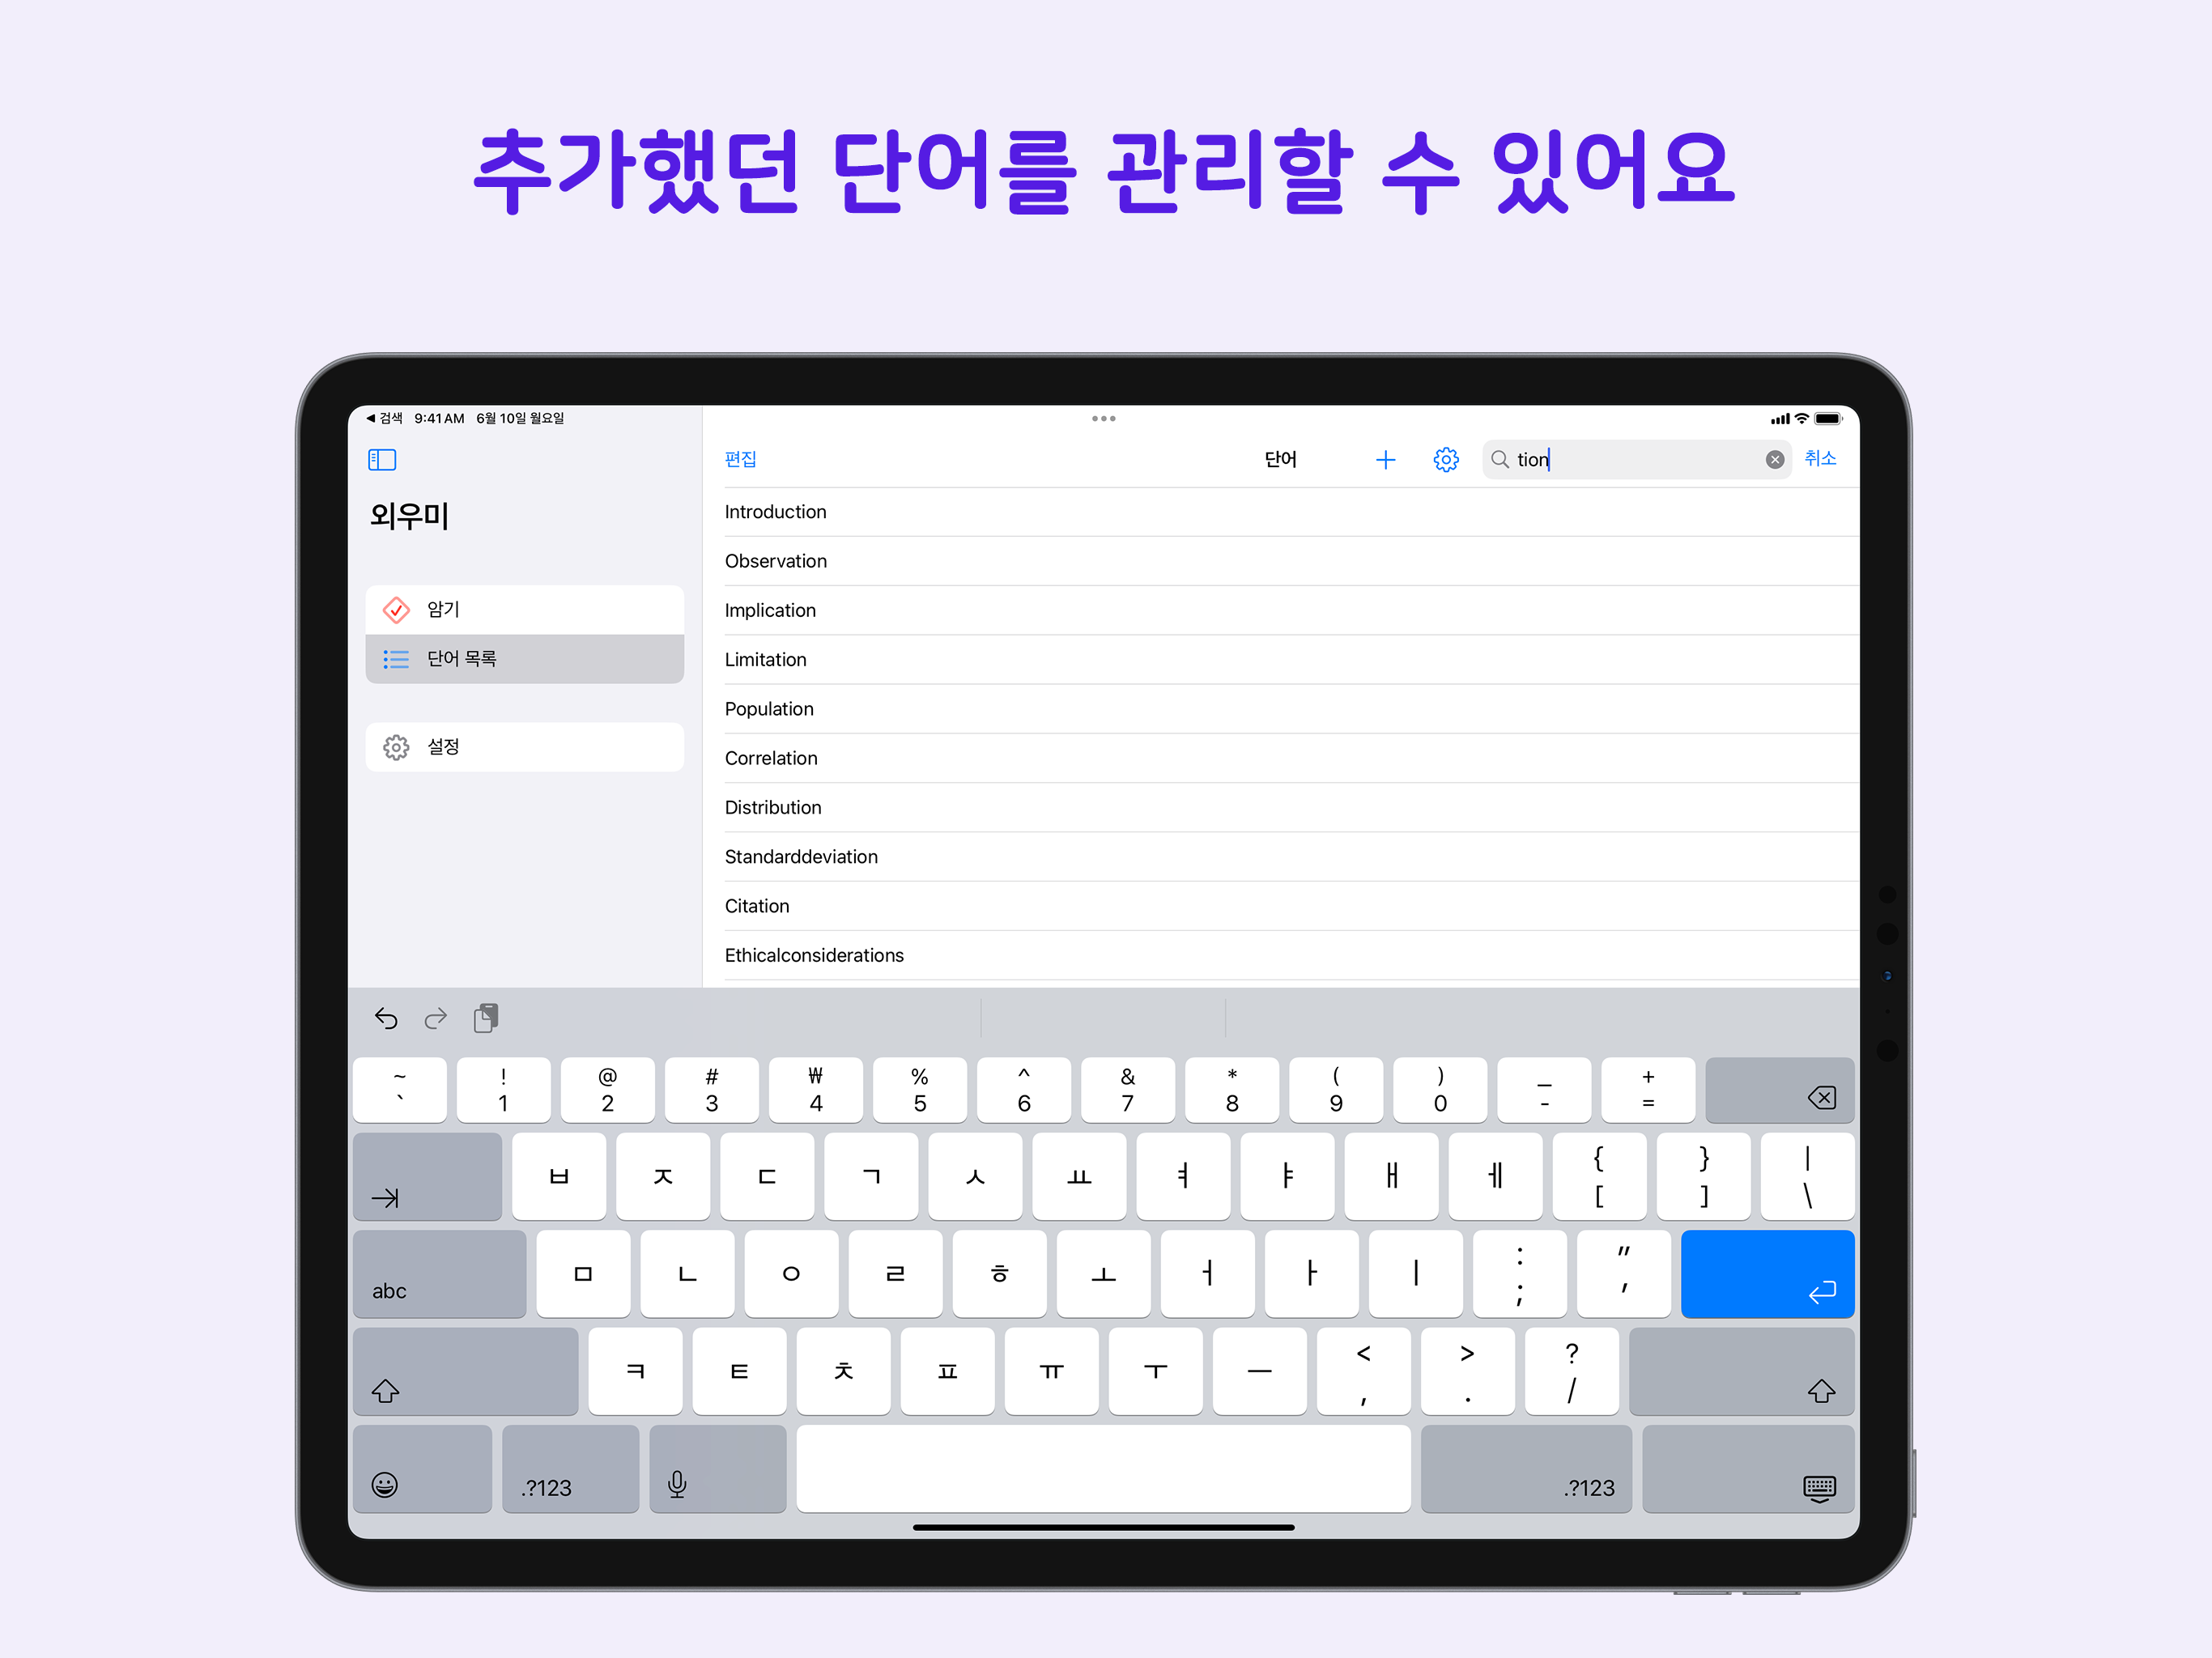 추가했던 단어를 관리할 수 있어요
◀ 검색 9:41 AM 6월 10일 월요일
편집 단어 tion 취소
외우미
암기
단어 목록
설정
Introduction
Observation
Implication
Limitation
Population
Correlation
Distribution
Standarddeviation
Citation
Ethicalconsiderations
~ ! @ # ₩ % ^ & * ( ) _ +
` 1 2 3 4 5 6 7 8 9 0 - =
ㅂ ㅈ ㄷ ㄱ ㅅ ㅛ ㅕ ㅑ ㅐ ㅔ { } |
[ ] \
abc ㅁ ㄴ ㅇ ㄹ ㅎ ㅗ ㅓ ㅏ ㅣ : "
; '
ㅋ ㅌ ㅊ ㅍ ㅠ ㅜ ㅡ < > ?
, . /
.?123 .?123